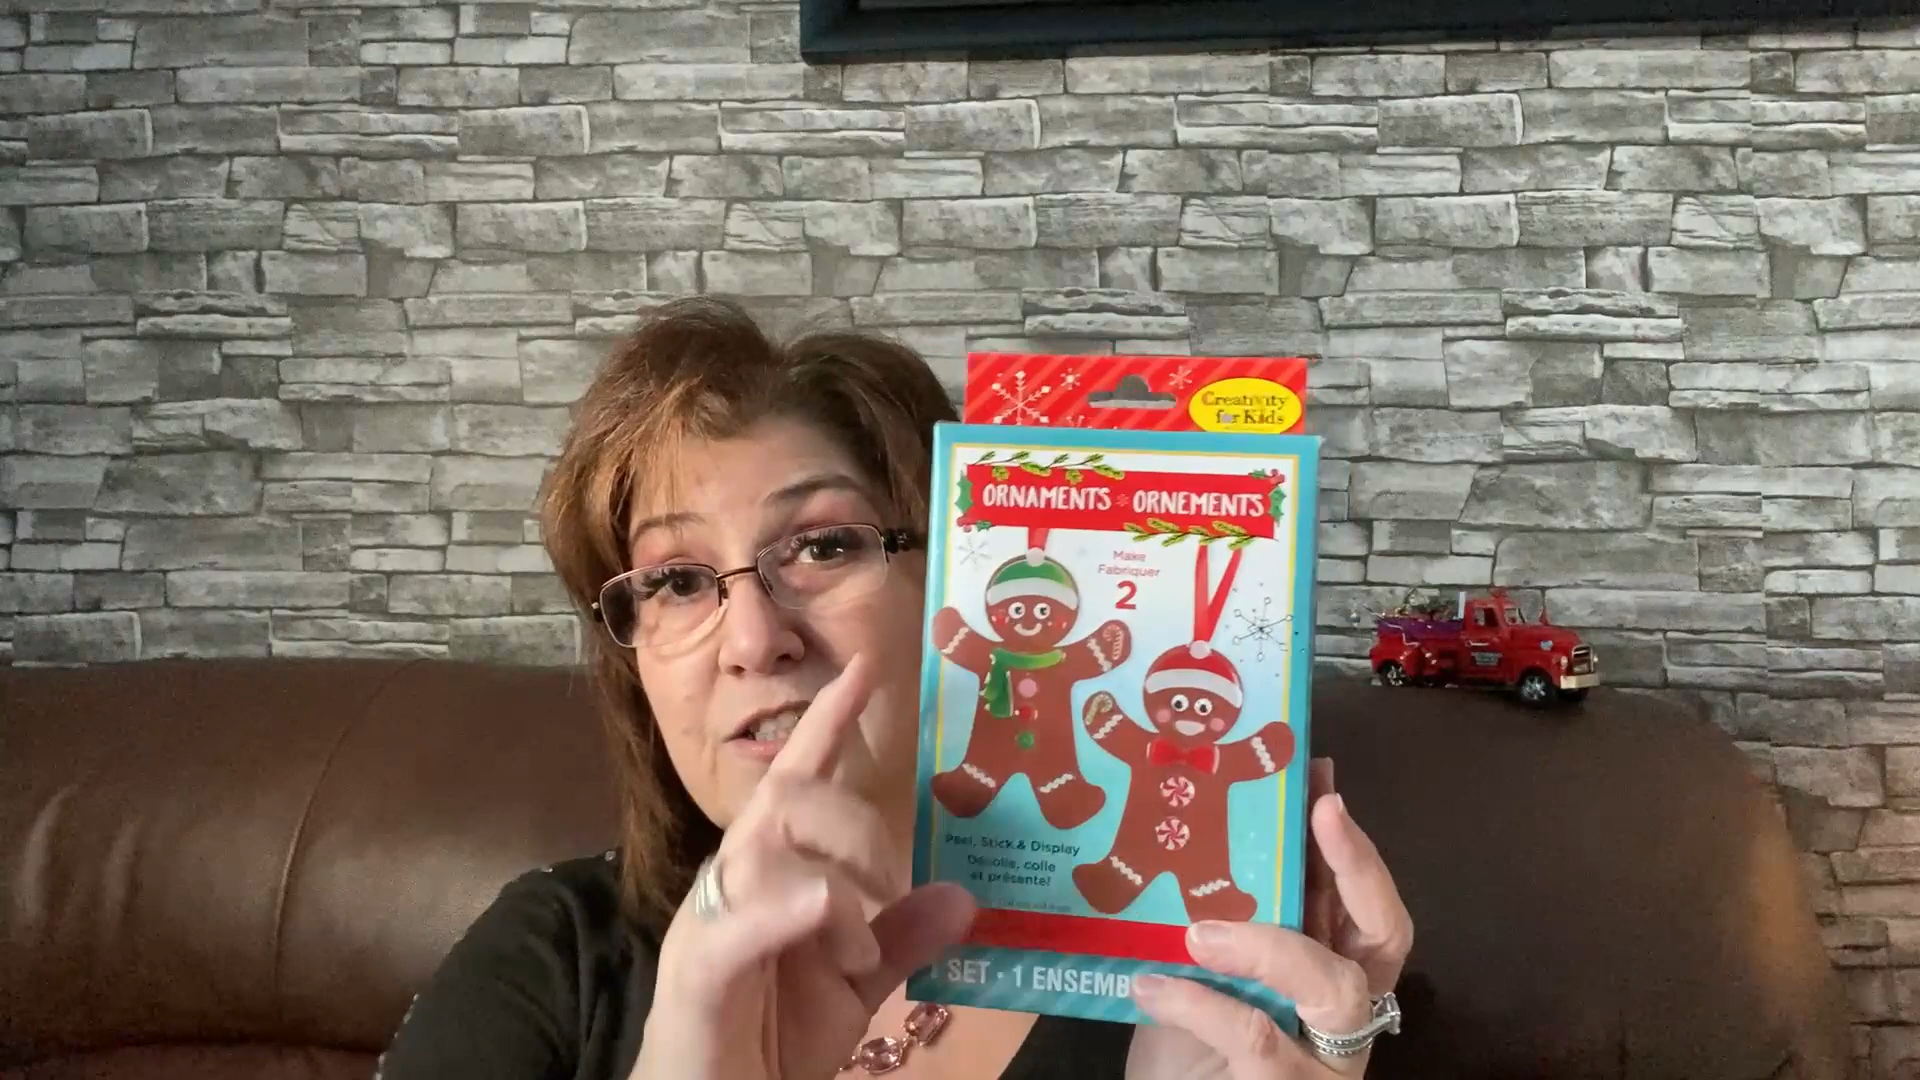 Creativity
for Kids
ORNAMENTS * ORNEMENTS
Make
Fabriquer
2
Peel, Stick & Display
Décolle, colle
et présente!
1 SET - 1 ENSEMB